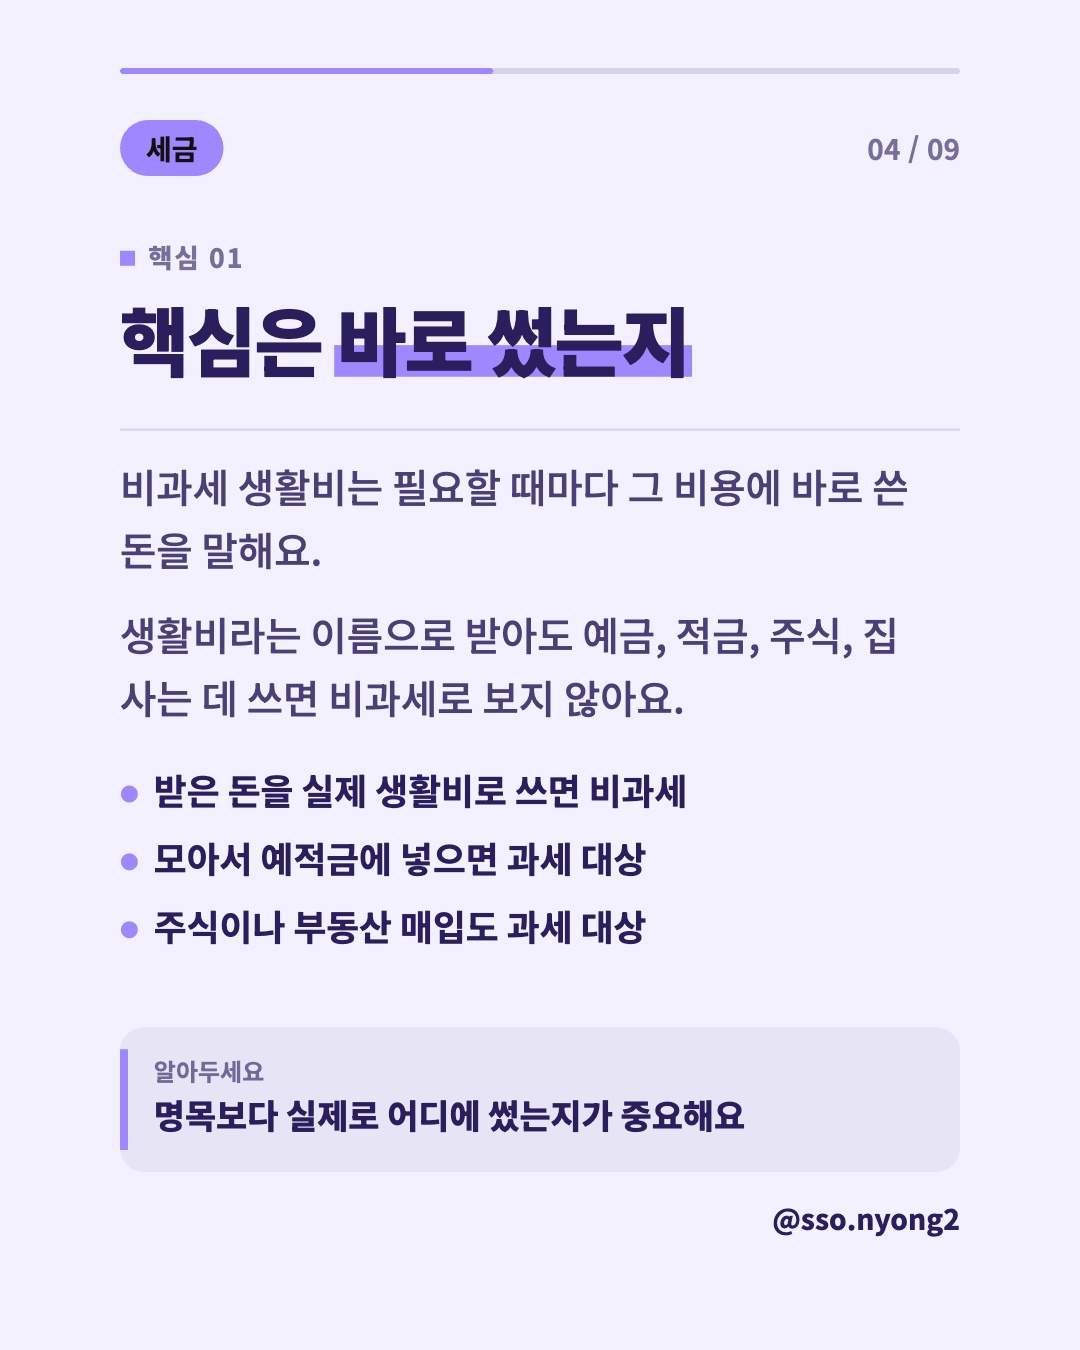 세금
04 / 09
핵심 01
핵심은 바로 썼는지
비과세 생활비는 필요할 때마다 그 비용에 바로 쓴
돈을 말해요.
생활비라는 이름으로 받아도 예금, 적금, 주식, 집
사는 데 쓰면 비과세로 보지 않아요.
받은 돈을 실제 생활비로 쓰면 비과세
모아서 예적금에 넣으면 과세 대상
주식이나 부동산 매입도 과세 대상
알아두세요
명목보다 실제로 어디에 썼는지가 중요해요
@sso.nyong2